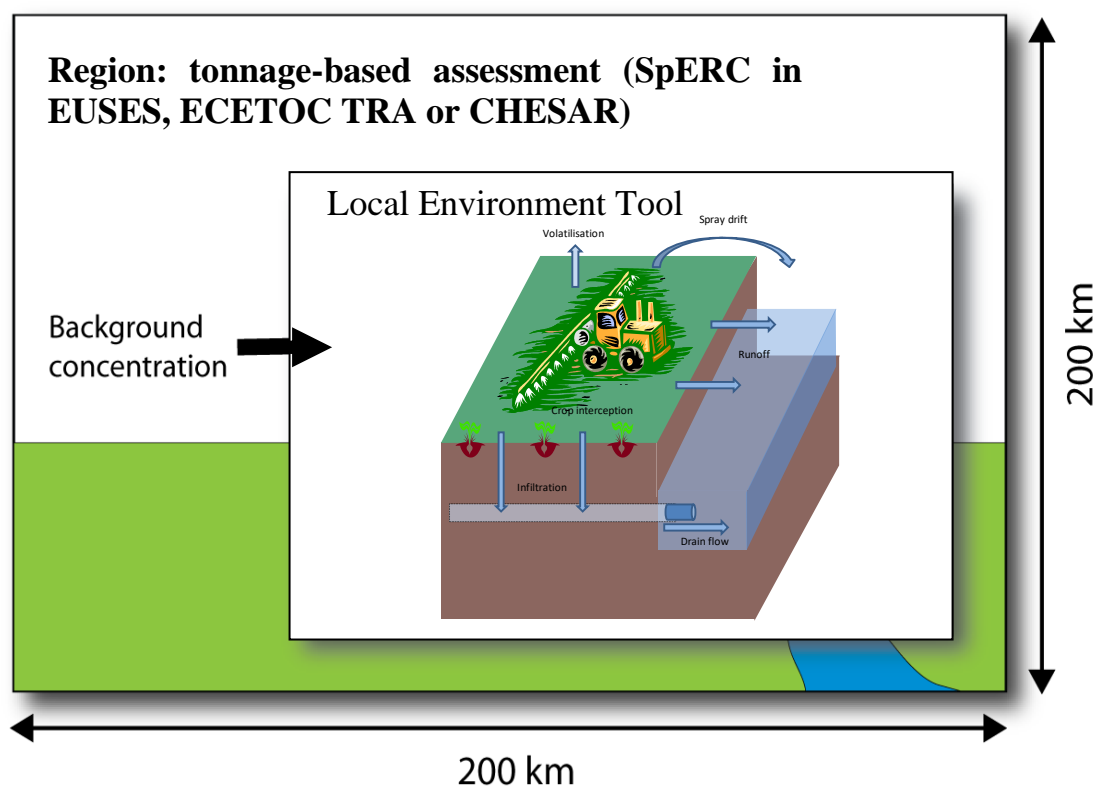 Region: tonnage-based assessment (SpERC in
EUSES, ECETOC TRA or CHESAR)
Local Environment Tool
Spray drift
Volatilisation
Background
concentration
Runoff
Crop interception
Infiltration
Drain flow
200 km
200 km